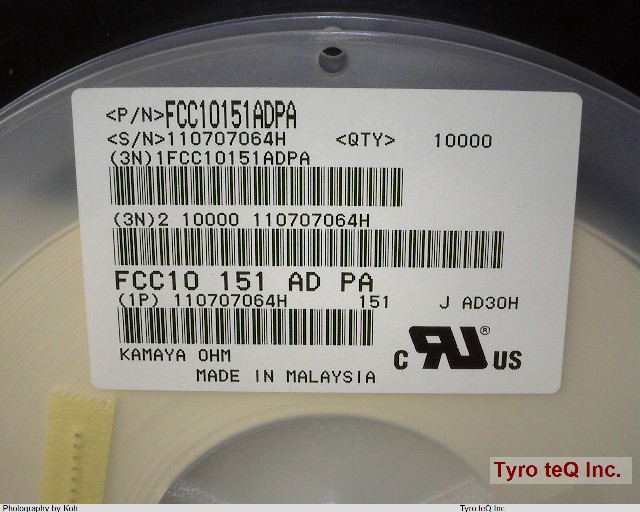 <P/N>FCC10151ADPA
<S/N>110707064H <QTY> 10000
(3N)1FCC10151ADPA
(3N)2 10000 110707064H
FCC10 151 AD PA
(1P) 110707064H 151 J AD30H
KAMAYA OHM
MADE IN MALAYSIA
C RU ® US
Tyro teQ Inc.
Photography by Koh Tyro teQ Inc